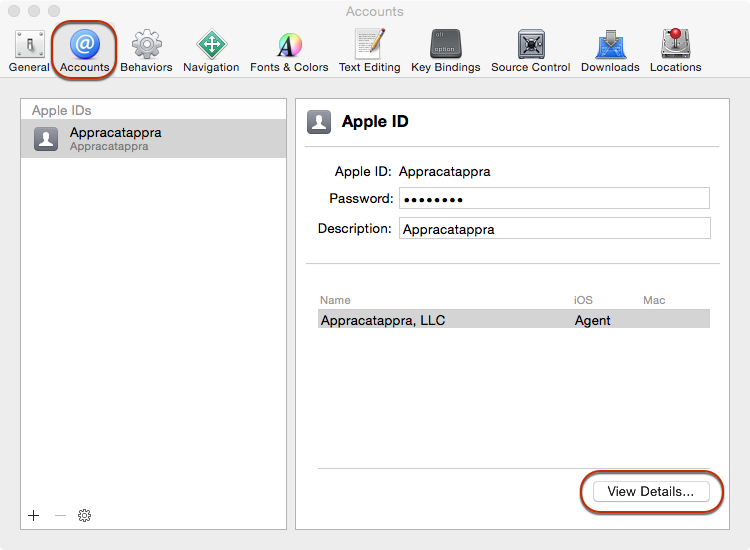 Accounts
General Accounts Behaviors Navigation Fonts & Colors Text Editing Key Bindings Source Control Downloads Locations
off
option
Apple IDs
Appracatappra
Appracatappra
Apple ID
Apple ID: Appracatappra
Password: ••••••••
Description: Appracatappra
Name iOS Mac
Appracatappra, LLC Agent
View Details...